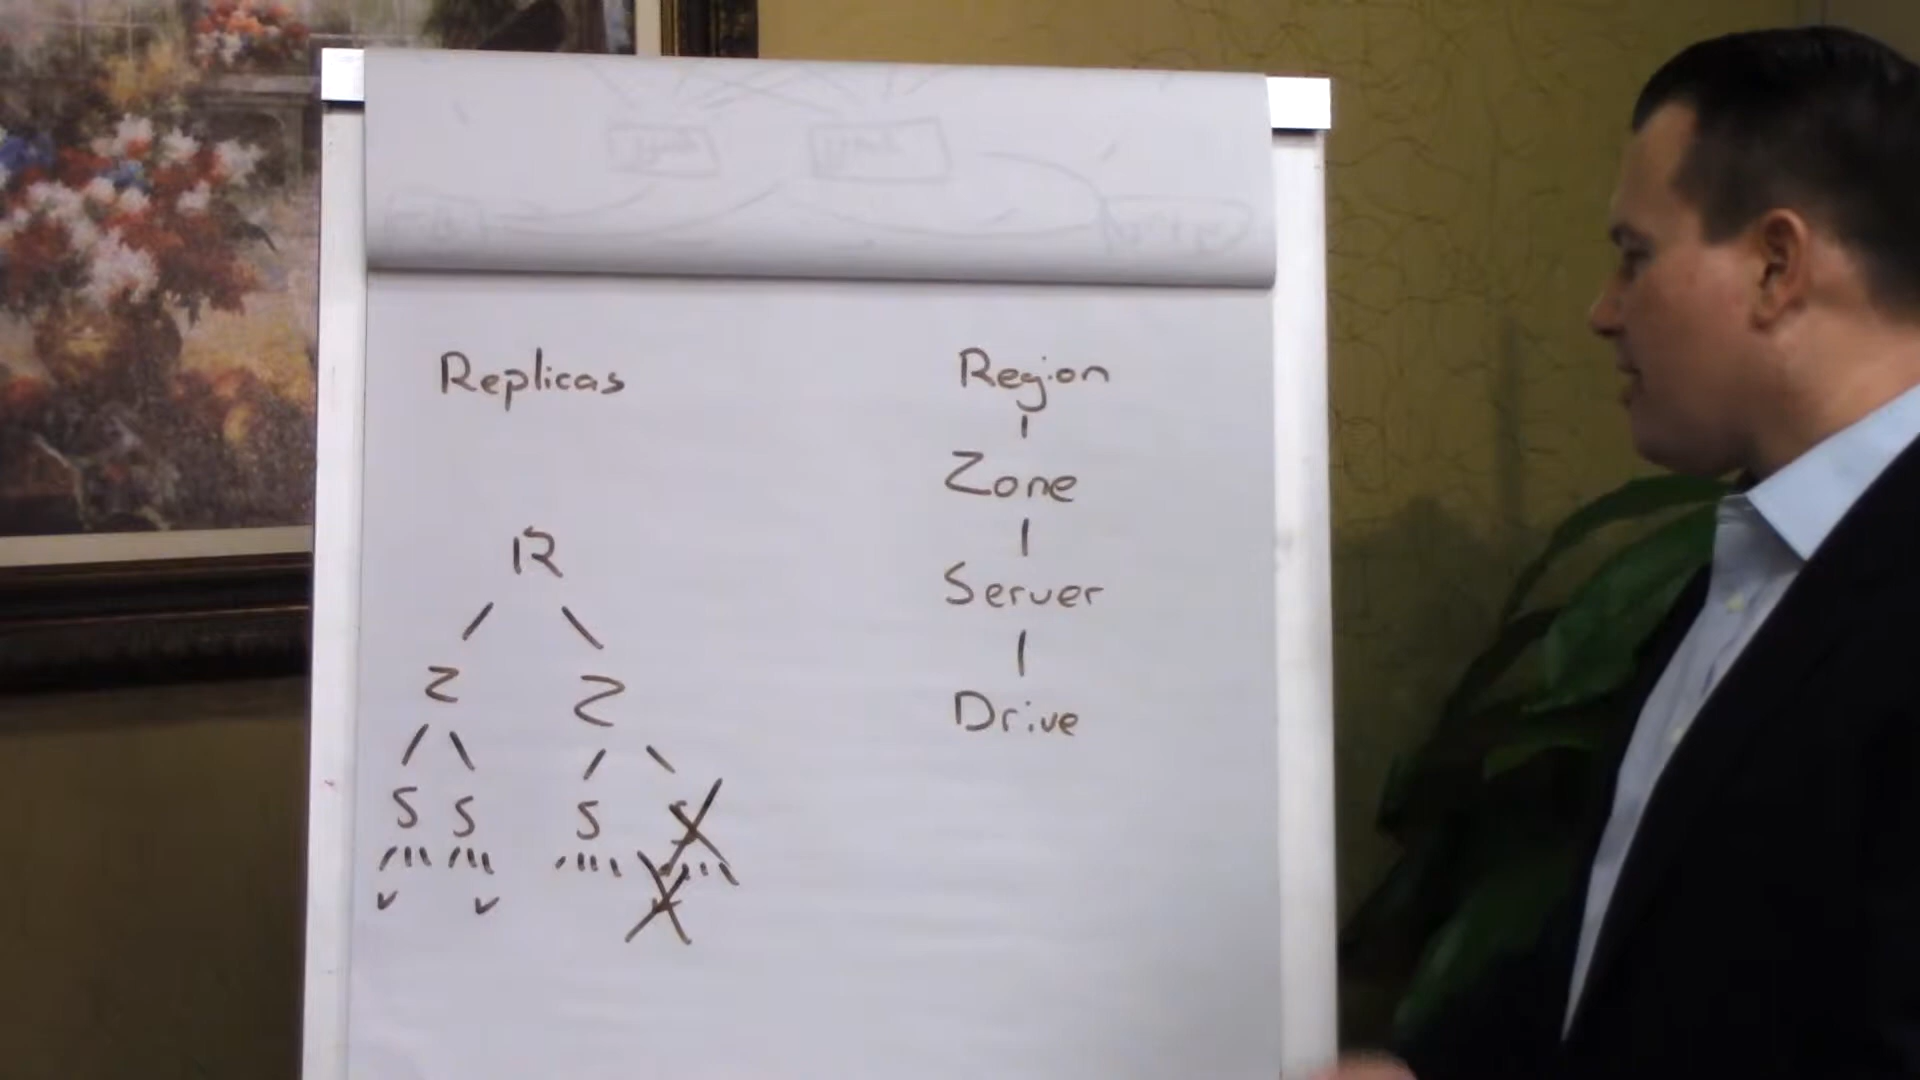 Replicas
R
Z Z
S S S S
Region
Zone
Server
Drive